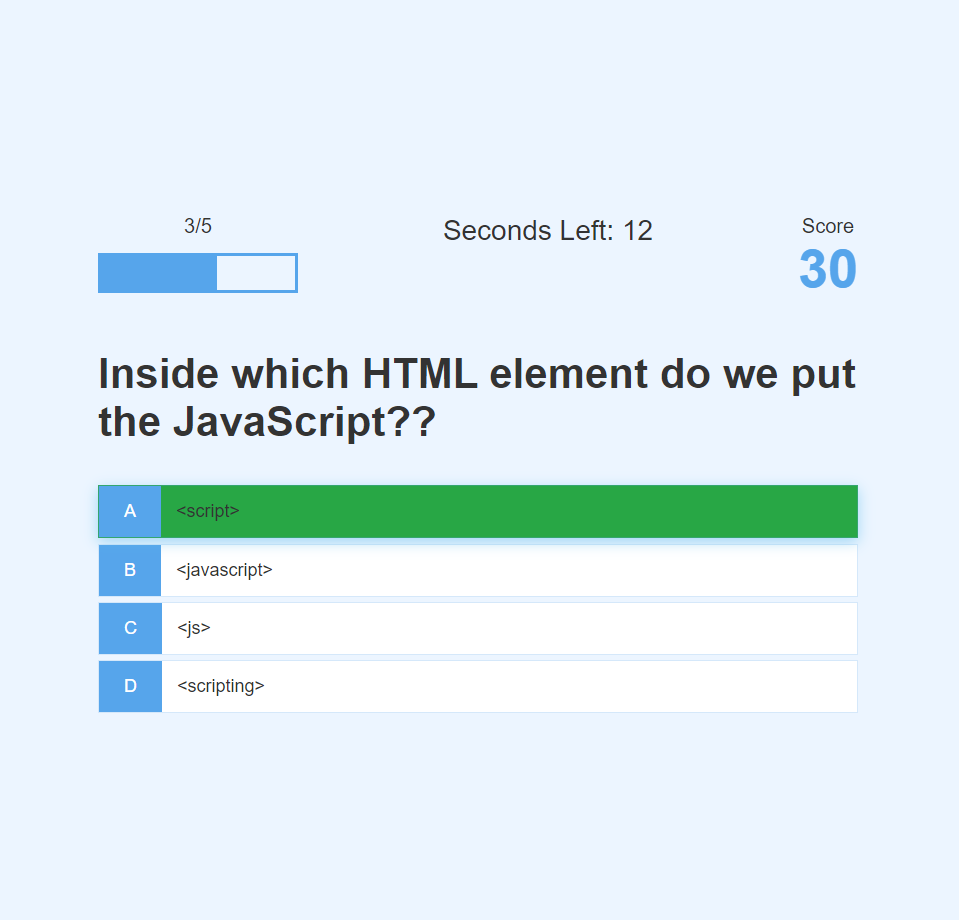 3/5
Seconds Left: 12
Score
30
Inside which HTML element do we put
the JavaScript??
A <script>
B <javascript>
C <js>
D <scripting>